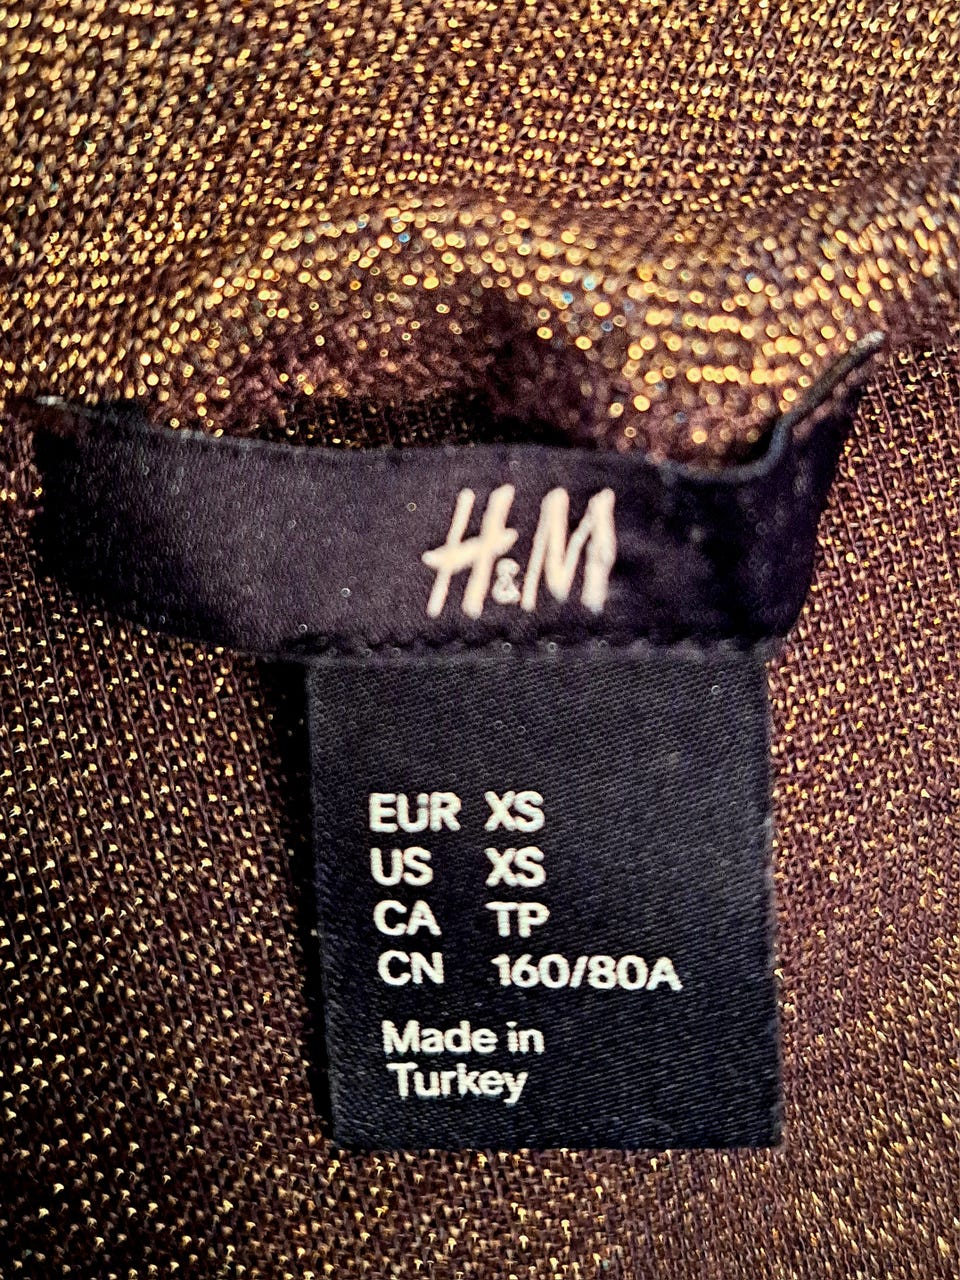 H&M
EUR XS
US XS
CA TP
CN 160/80A
Made in
Turkey